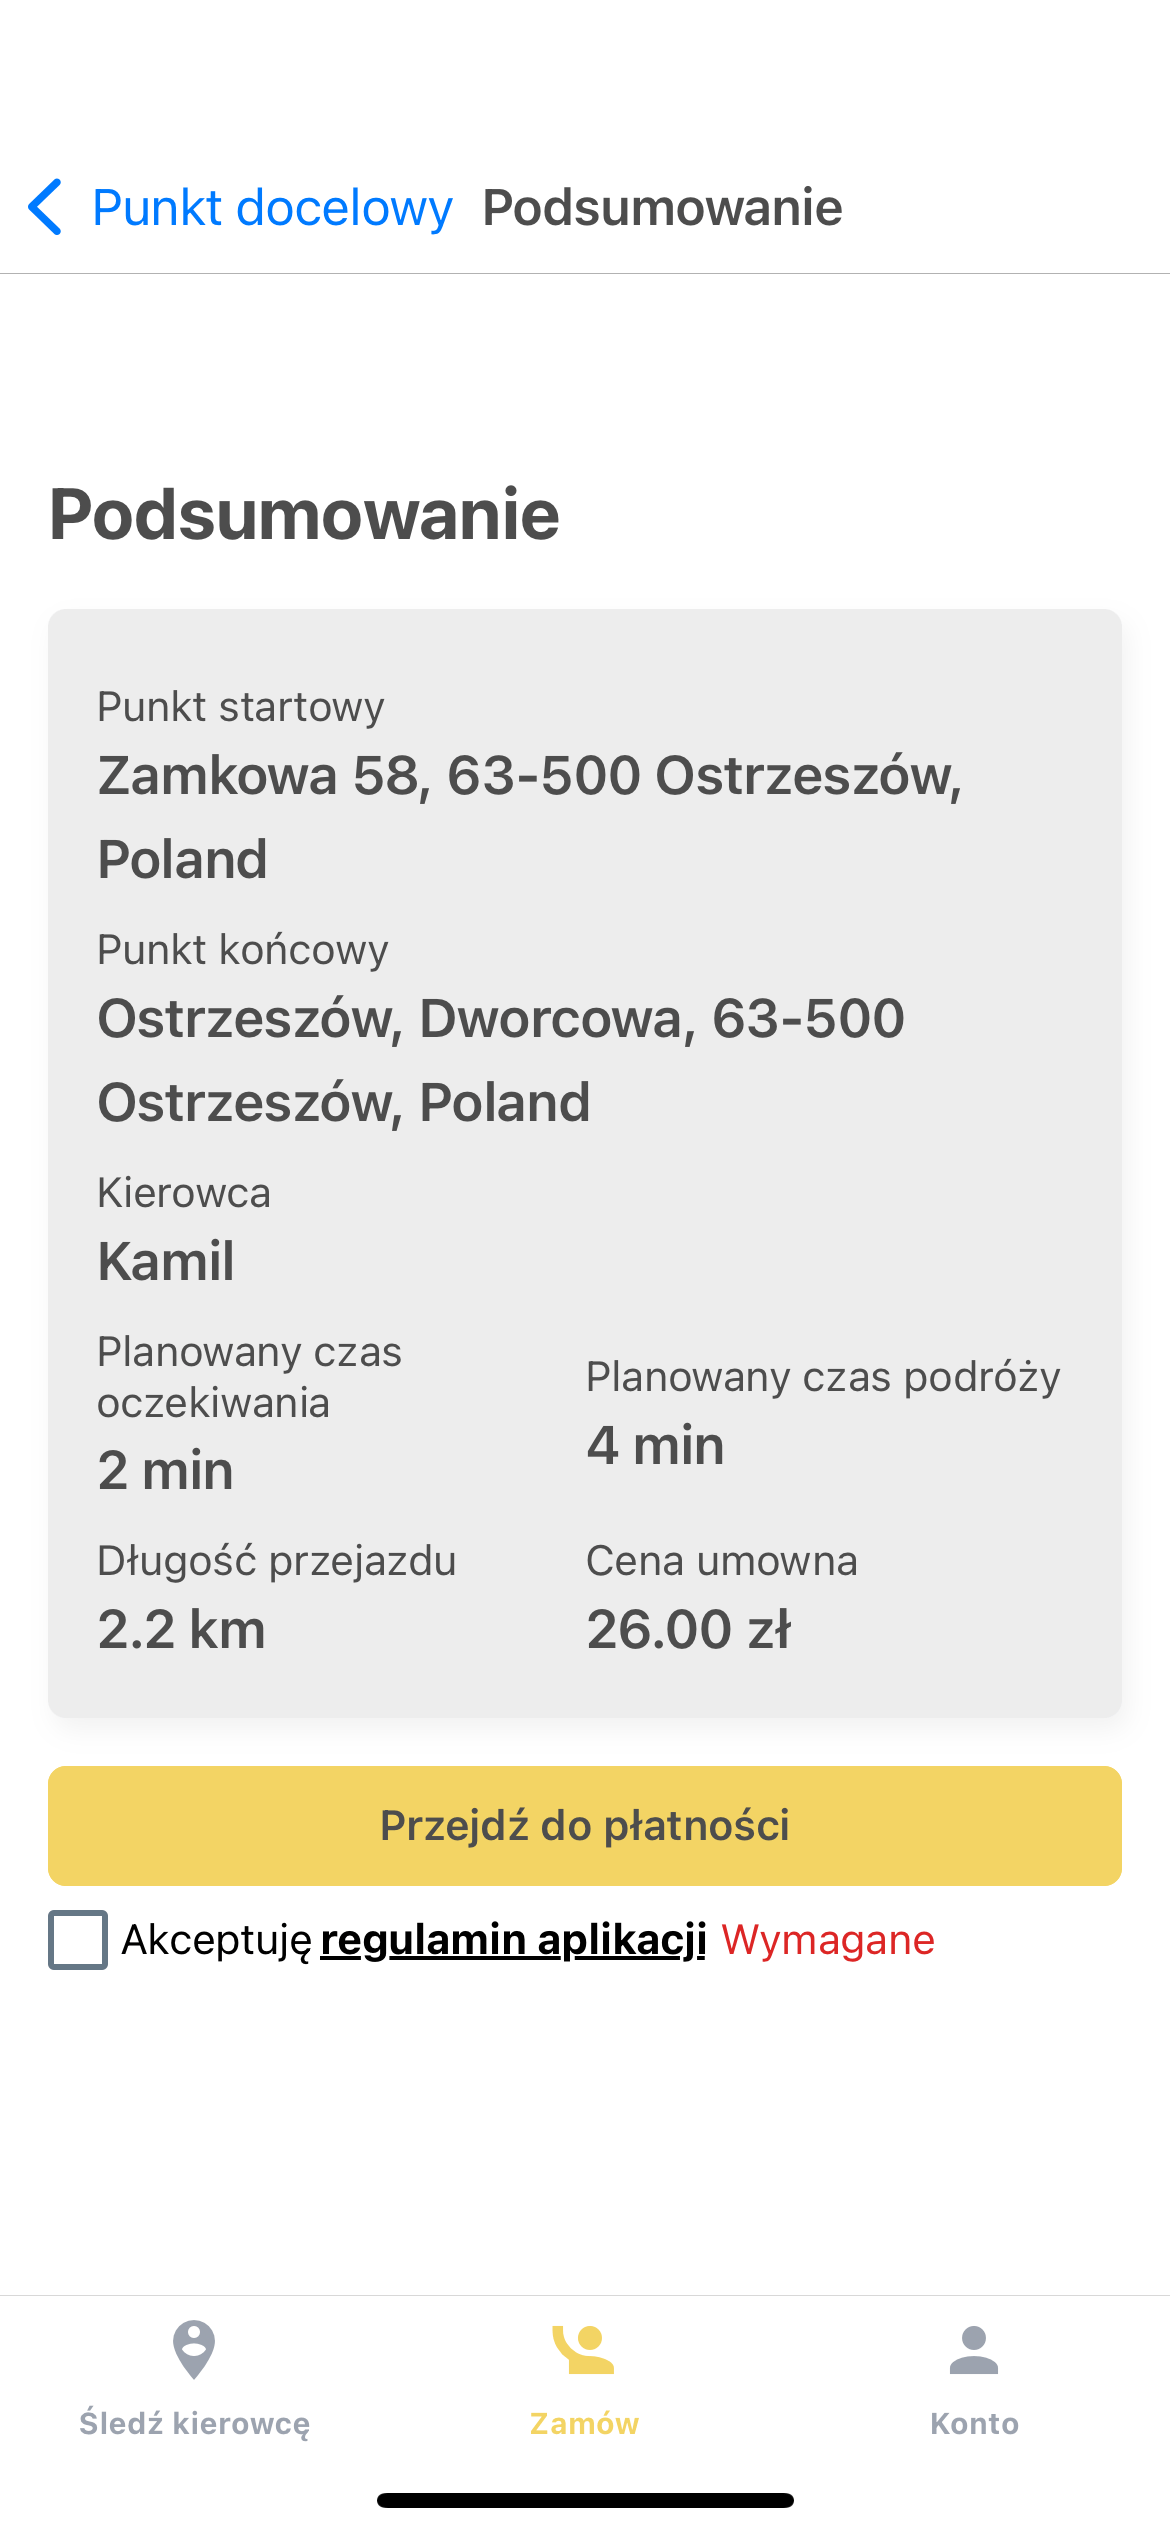 Punkt docelowy Podsumowanie
Podsumowanie
Punkt startowy
Zamkowa 58, 63-500 Ostrzeszów,
Poland
Punkt końcowy
Ostrzeszów, Dworcowa, 63-500
Ostrzeszów, Poland
Kierowca
Kamil
Planowany czas
oczekiwania
2 min
Planowany czas podróży
4 min
Długość przejazdu
2.2 km
Cena umowna
26.00 zł
Przejdź do płatności
Akceptuję regulamin aplikacji Wymagane
Śledź kierowcę
Zamów
Konto